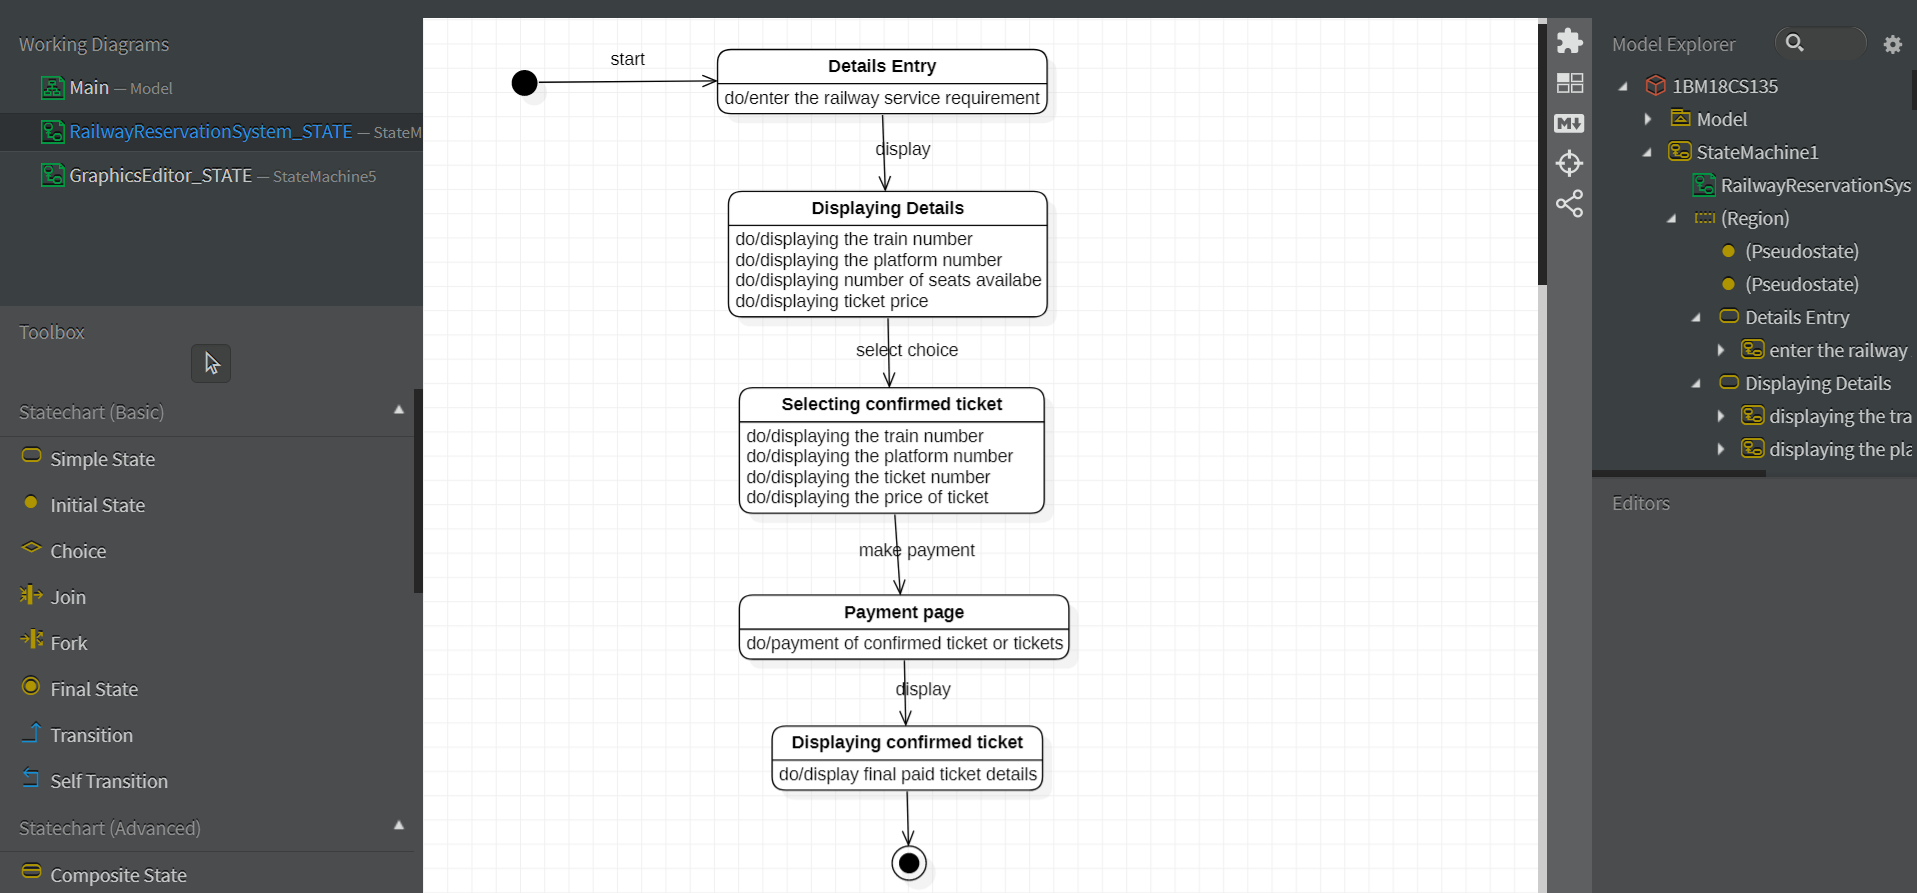 Working Diagrams
Main — Model
RailwayReservationSystem_STATE — StateM
GraphicsEditor_STATE — StateMachine5
Toolbox
Statechart (Basic)
Simple State
Initial State
Choice
Join
Fork
Final State
Transition
Self Transition
Statechart (Advanced)
Composite State
start
Details Entry
do/enter the railway service requirement
display
Displaying Details
do/displaying the train number
do/displaying the platform number
do/displaying number of seats availabe
do/displaying ticket price
select choice
Selecting confirmed ticket
do/displaying the train number
do/displaying the platform number
do/displaying the ticket number
do/displaying the price of ticket
make payment
Payment page
do/payment of confirmed ticket or tickets
display
Displaying confirmed ticket
do/display final paid ticket details
M
Model Explorer
1BM18CS135
Model
StateMachine1
RailwayReservationSys
(Region)
(Pseudostate)
(Pseudostate)
Details Entry
enter the railway
Displaying Details
displaying the tra
displaying the pla
Editors